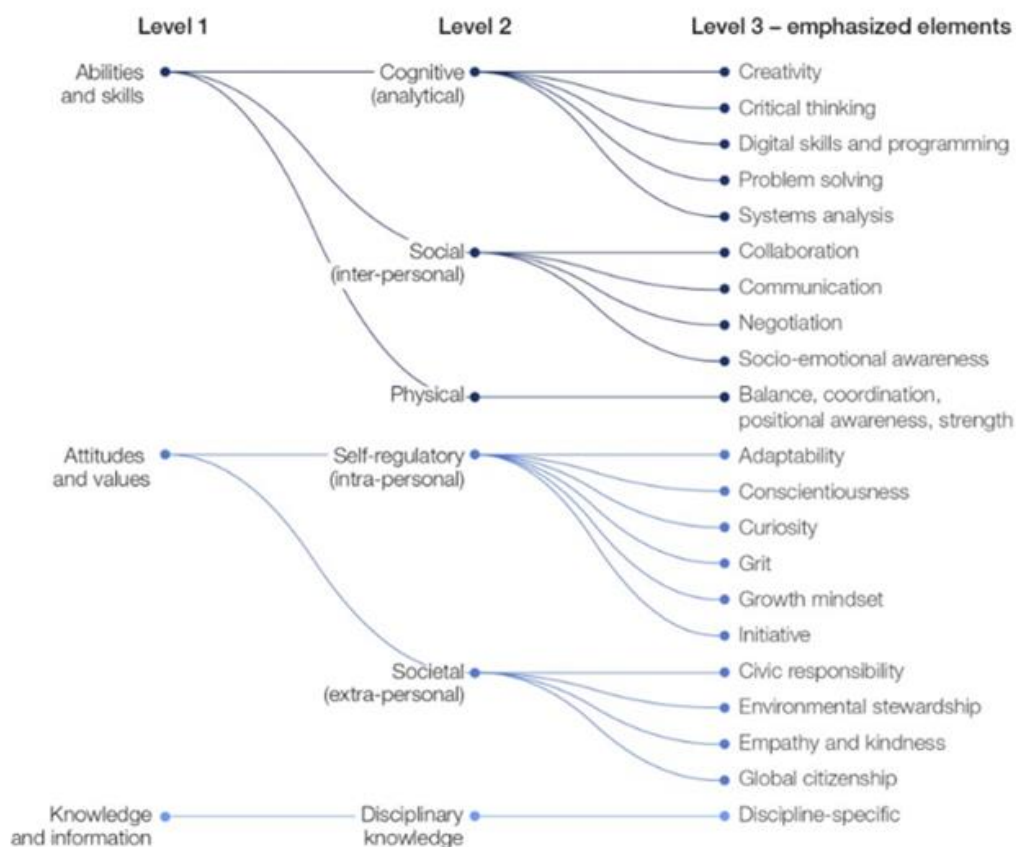 Level 1
Level 2
Level 3 – emphasized elements
Abilities
and skills
Cognitive
(analytical)
Creativity
Critical thinking
Digital skills and programming
Problem solving
Systems analysis
Social
(inter-personal)
Collaboration
Communication
Negotiation
Socio-emotional awareness
Physical
Balance, coordination,
positional awareness, strength
Attitudes
and values
Self-regulatory
(intra-personal)
Adaptability
Conscientiousness
Curiosity
Grit
Growth mindset
Initiative
Societal
(extra-personal)
Civic responsibility
Environmental stewardship
Empathy and kindness
Global citizenship
Knowledge
and information
Disciplinary
knowledge
Discipline-specific